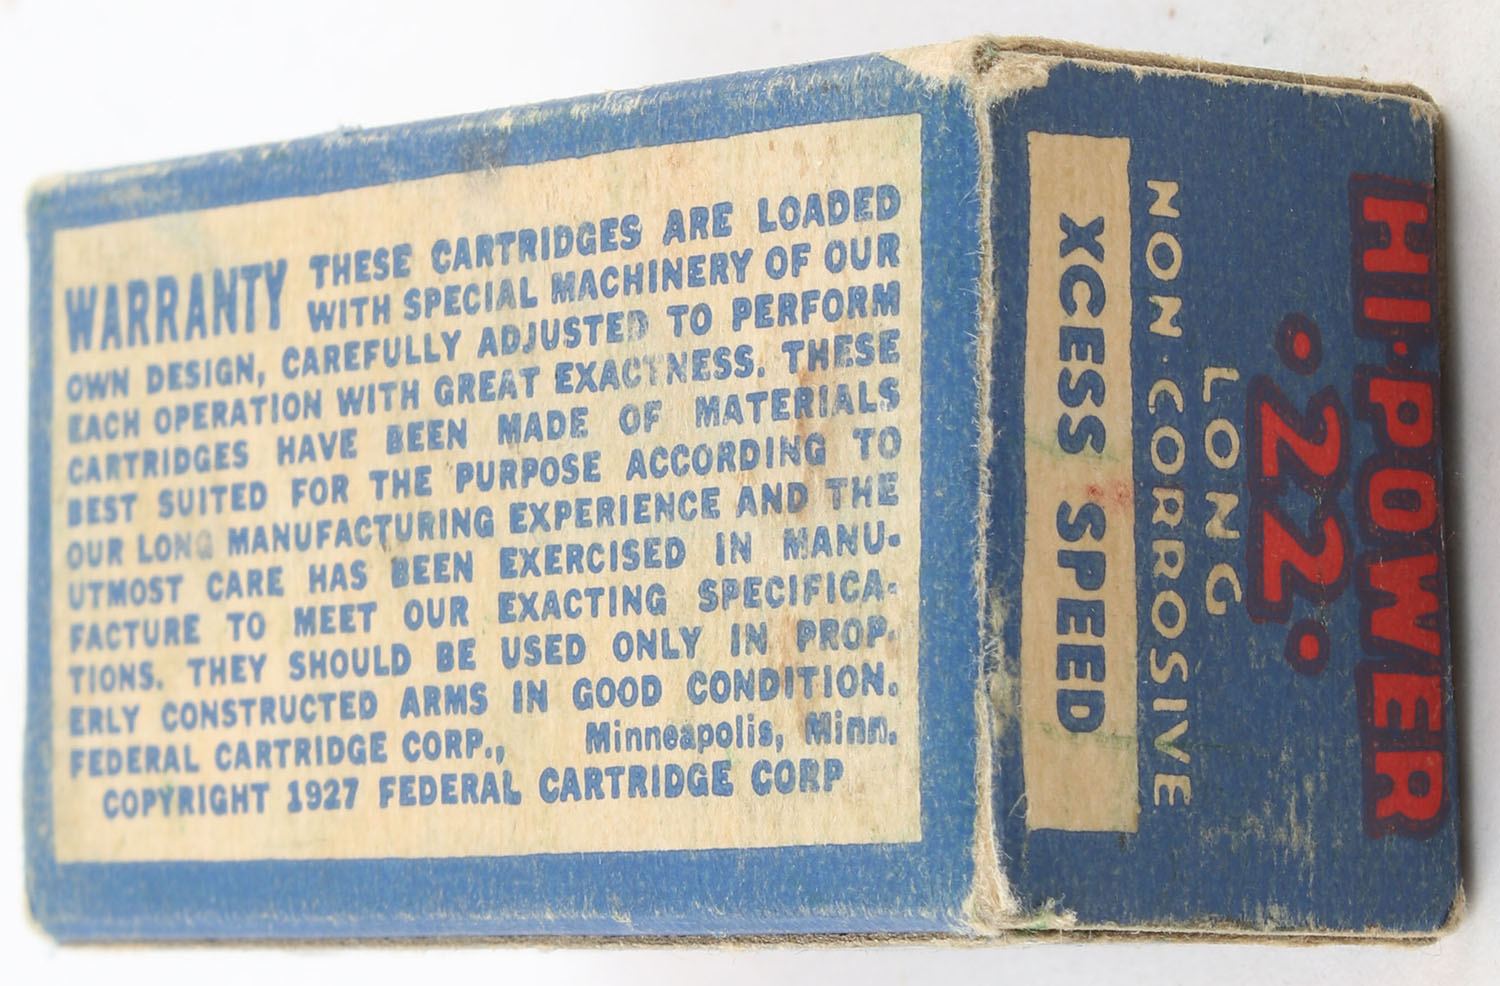 WARRANTY THESE CARTRIDGES ARE LOADED
WITH SPECIAL MACHINERY OF OUR
OWN DESIGN, CAREFULLY ADJUSTED TO PERFORM
EACH OPERATION WITH GREAT EXACTNESS. THESE
CARTRIDGES HAVE BEEN MADE OF MATERIALS
BEST SUITED FOR THE PURPOSE ACCORDING TO
OUR LONG MANUFACTURING EXPERIENCE AND THE
UTMOST CARE HAS BEEN EXERCISED IN MANU-
FACTURE TO MEET OUR EXACTING SPECIFICA-
TIONS. THEY SHOULD BE USED ONLY IN PROP-
ERLY CONSTRUCTED ARMS IN GOOD CONDITION.
FEDERAL CARTRIDGE CORP., Minneapolis, Minn.
COPYRIGHT 1927 FEDERAL CARTRIDGE CORP
HI-POWER
.22.
LONG
NON-CORROSIVE
XCESS SPEED